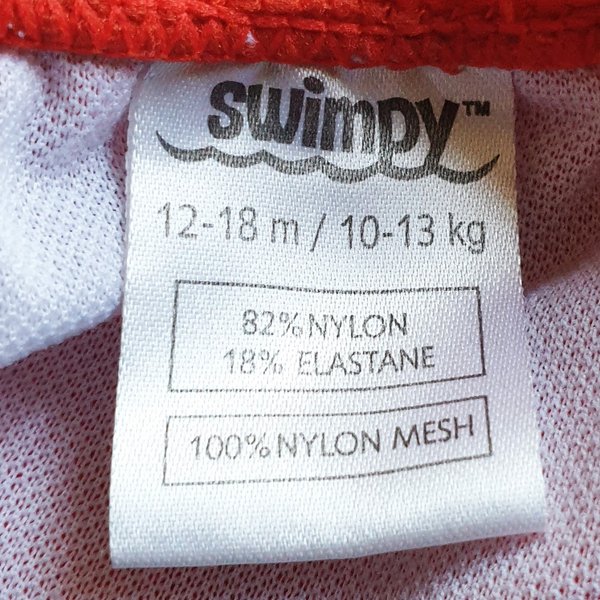 swimpy™
12-18 m / 10-13 kg
82% NYLON
18% ELASTANE
100% NYLON MESH